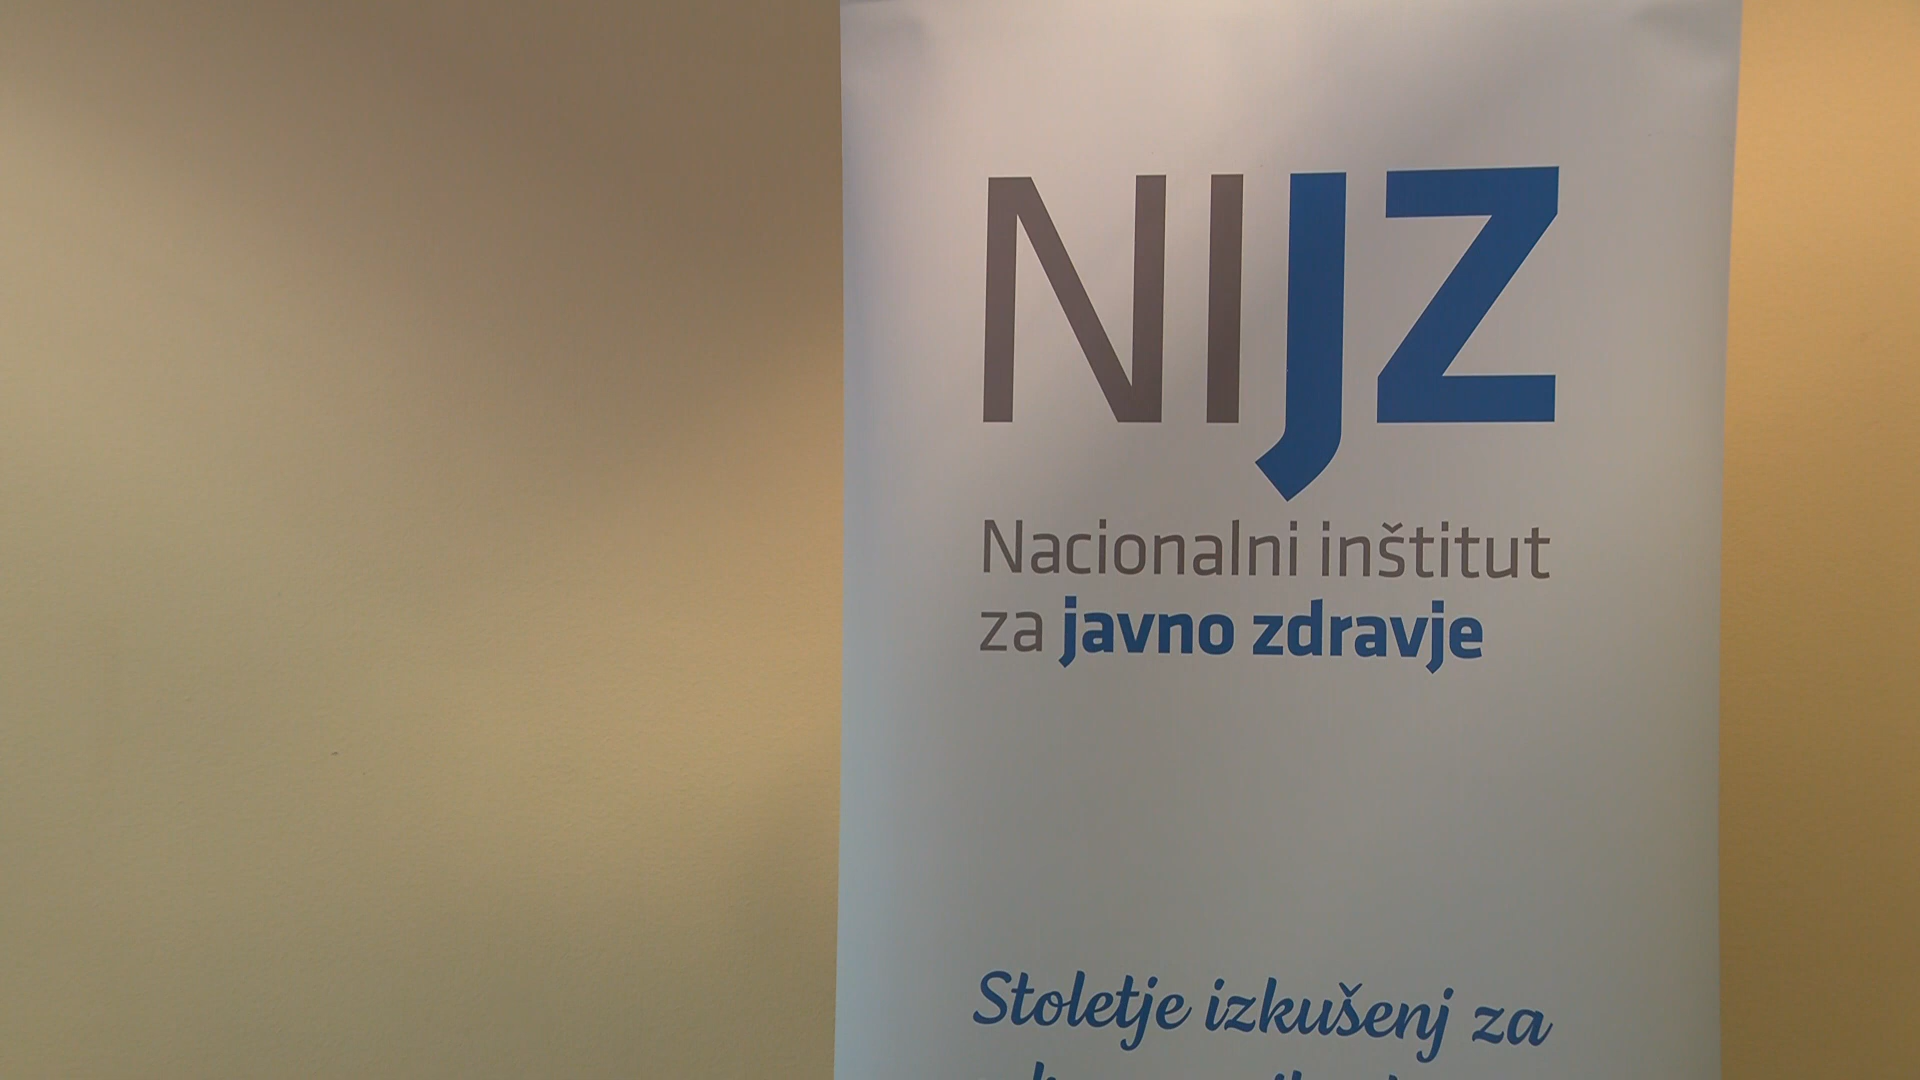 NIJZ
Nacionalni inštitut
za javno zdravje
Stoletje izkušenj za